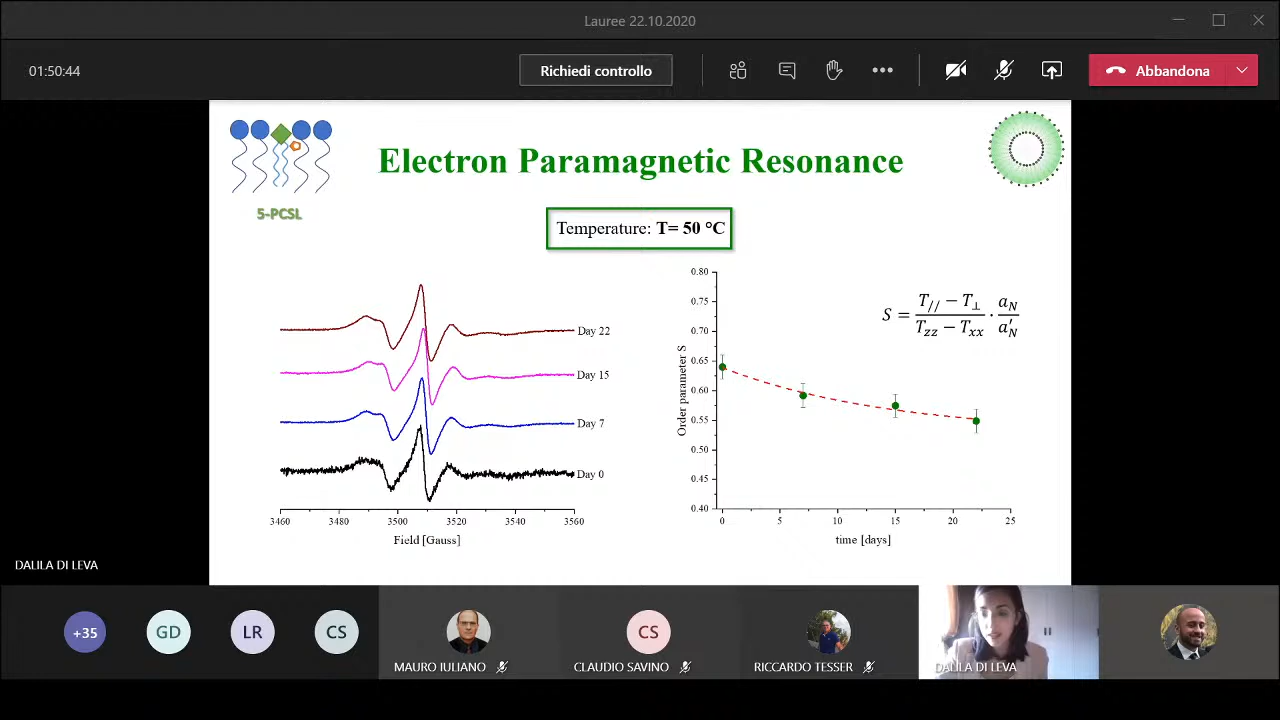 Lauree 22.10.2020
01:50:44
Richiedi controllo
Abbandona
Electron Paramagnetic Resonance
5-PCSL
Temperature: T= 50 °C
Day 22
Day 15
Day 7
Day 0
3460 3480 3500 3520 3540 3560
Field [Gauss]
0.80
0.75
0.70
0.65
0.60
0.55
0.50
0.45
0.40
Order parameter S
0 5 10 15 20 25
time [days]
S = (T// − T⊥)/(Tzz − Txx) · aN/a′N
DALILA DI LEVA
+35
GD
LR
CS
MAURO IULIANO
CS
CLAUDIO SAVINO
RICCARDO TESSER
DALILA DI LEVA